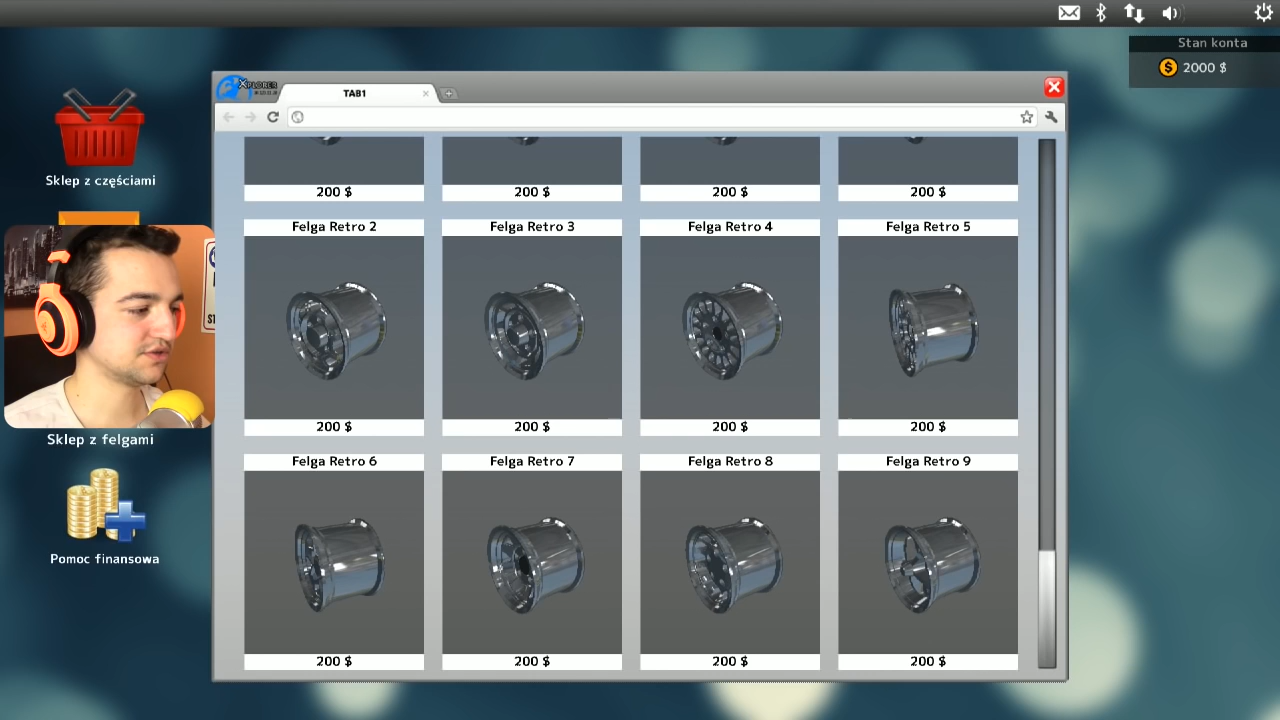 Stan konta
$ 2000 $
XPLORER
TAB1
Sklep z częściami
200 $ 200 $ 200 $ 200 $
Felga Retro 2 Felga Retro 3 Felga Retro 4 Felga Retro 5
200 $ 200 $ 200 $ 200 $
Sklep z felgami
Felga Retro 6 Felga Retro 7 Felga Retro 8 Felga Retro 9
Pomoc finansowa
200 $ 200 $ 200 $ 200 $